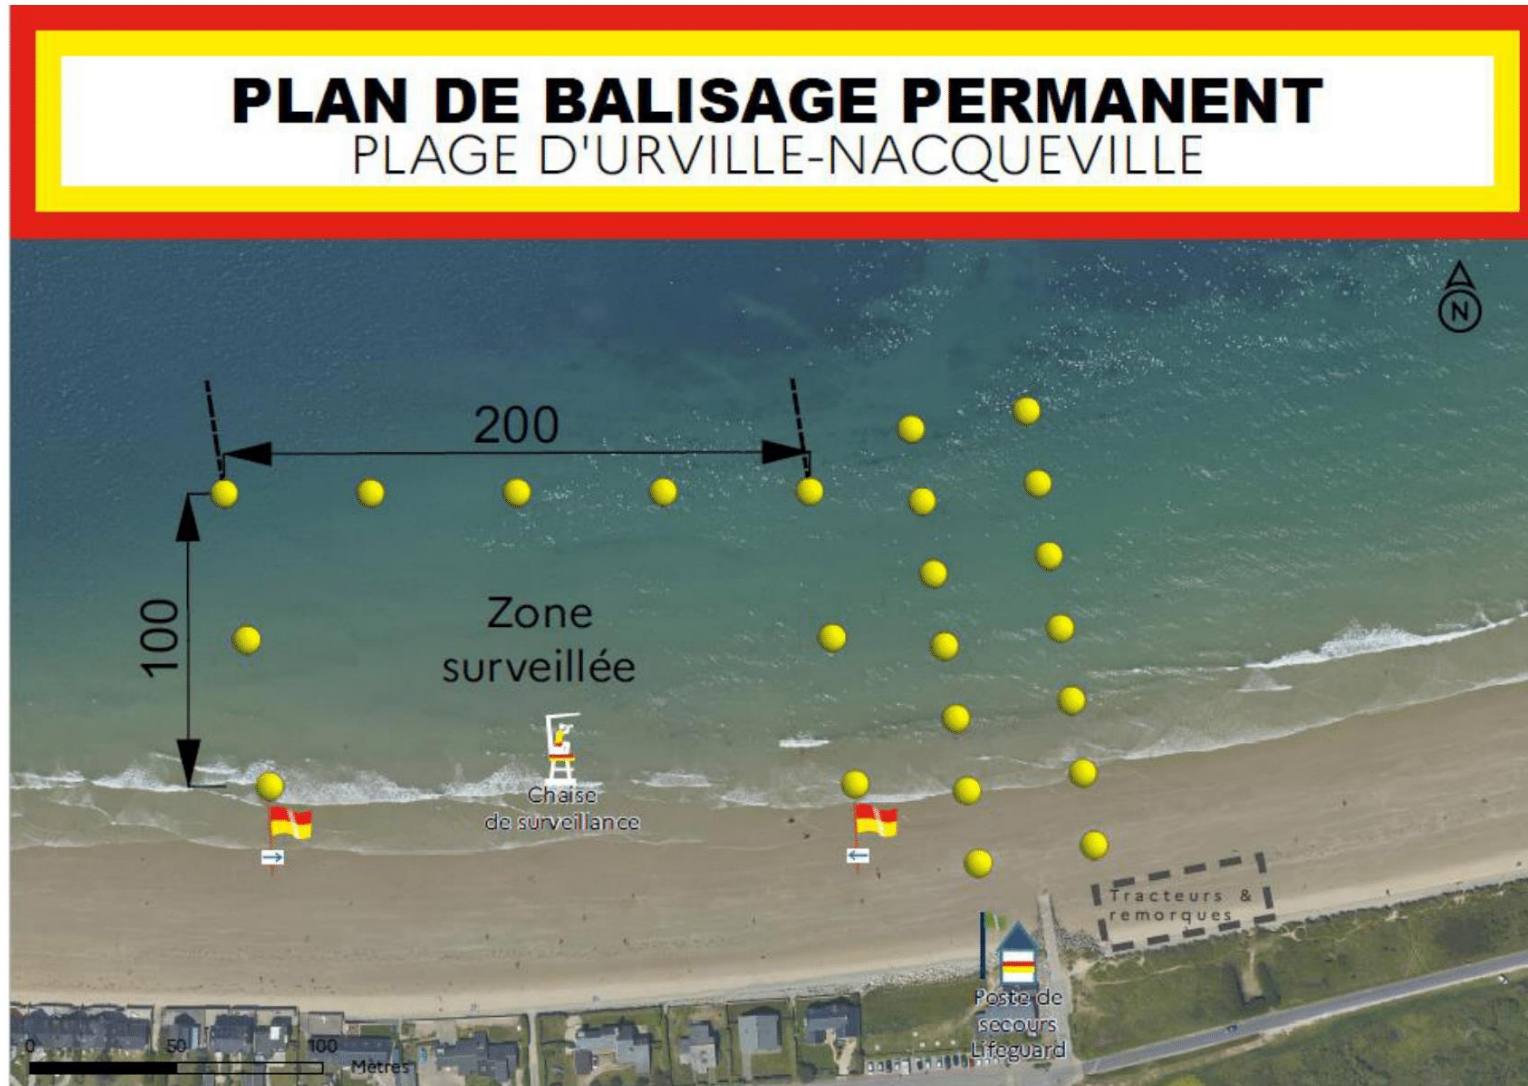 PLAN DE BALISAGE PERMANENT
PLAGE D'URVILLE-NACQUEVILLE
N
200
100
Zone
surveillée
Chaise
de surveillance
Tracteurs &
remorques
Poste de
secours
Lifeguard
0 50 100
Mètres